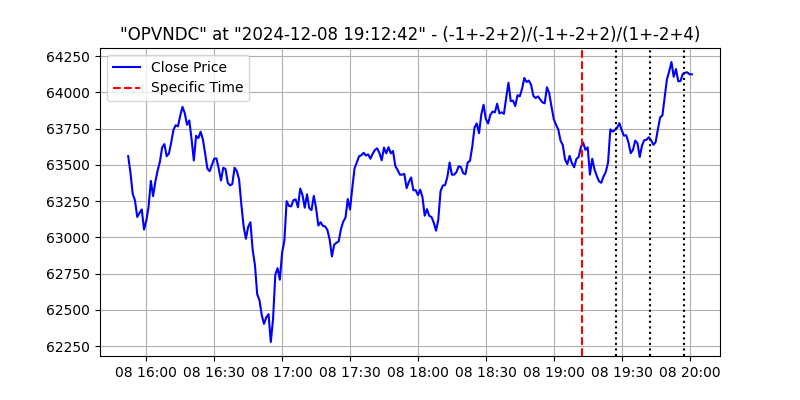 "OPVNDC" at "2024-12-08 19:12:42" - (-1+-2+2)/(-1+-2+2)/(1+-2+4)
Close Price
Specific Time
64250
64000
63750
63500
63250
63000
62750
62500
62250
08 16:00 08 16:30 08 17:00 08 17:30 08 18:00 08 18:30 08 19:00 08 19:30 08 20:00